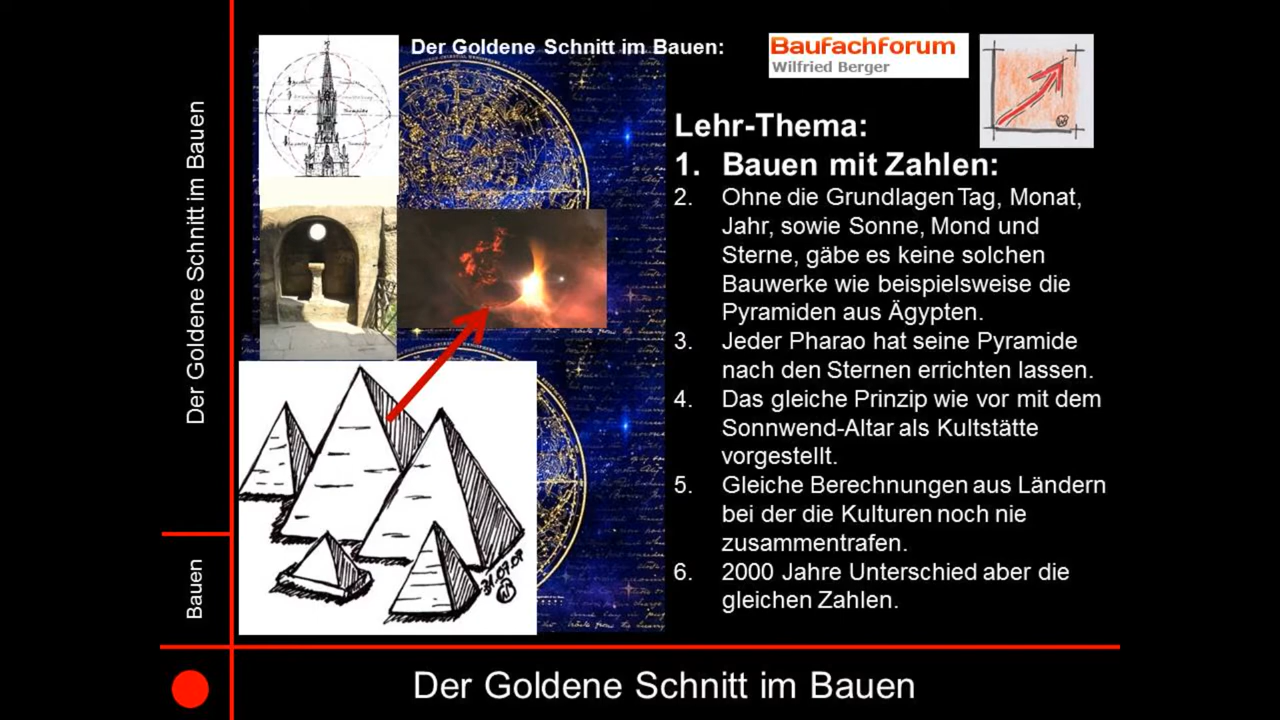 Der Goldene Schnitt im Bauen:
Baufachforum
Wilfried Berger
Lehr-Thema:
1. Bauen mit Zahlen:
2. Ohne die Grundlagen Tag, Monat,
Jahr, sowie Sonne, Mond und
Sterne, gäbe es keine solchen
Bauwerke wie beispielsweise die
Pyramiden aus Ägypten.
3. Jeder Pharao hat seine Pyramide
nach den Sternen errichten lassen.
4. Das gleiche Prinzip wie vor mit dem
Sonnwend-Altar als Kultstätte
vorgestellt.
5. Gleiche Berechnungen aus Ländern
bei der die Kulturen noch nie
zusammentrafen.
6. 2000 Jahre Unterschied aber die
gleichen Zahlen.
31.07.09
Der Goldene Schnitt im Bauen
Bauen
Der Goldene Schnitt im Bauen